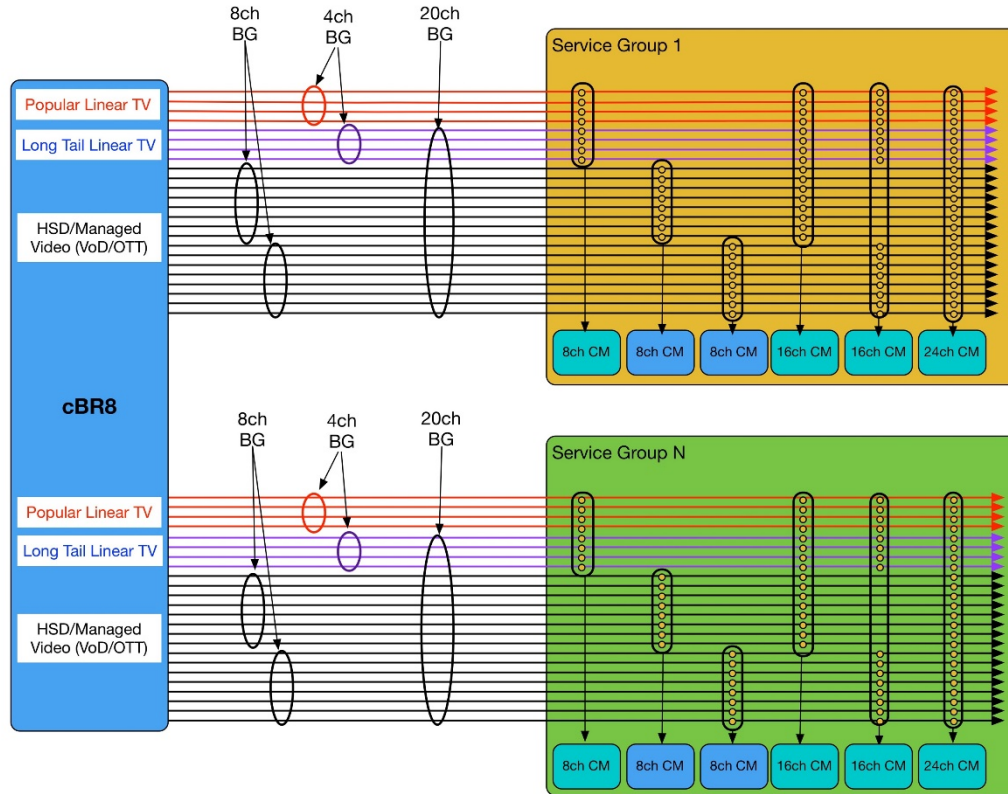 8ch
BG
4ch
BG
20ch
BG
Service Group 1
Popular Linear TV
Long Tail Linear TV
HSD/Managed
Video (VoD/OTT)
8ch CM
8ch CM
8ch CM
16ch CM
16ch CM
24ch CM
cBR8
8ch
BG
4ch
BG
20ch
BG
Service Group N
Popular Linear TV
Long Tail Linear TV
HSD/Managed
Video (VoD/OTT)
8ch CM
8ch CM
8ch CM
16ch CM
16ch CM
24ch CM